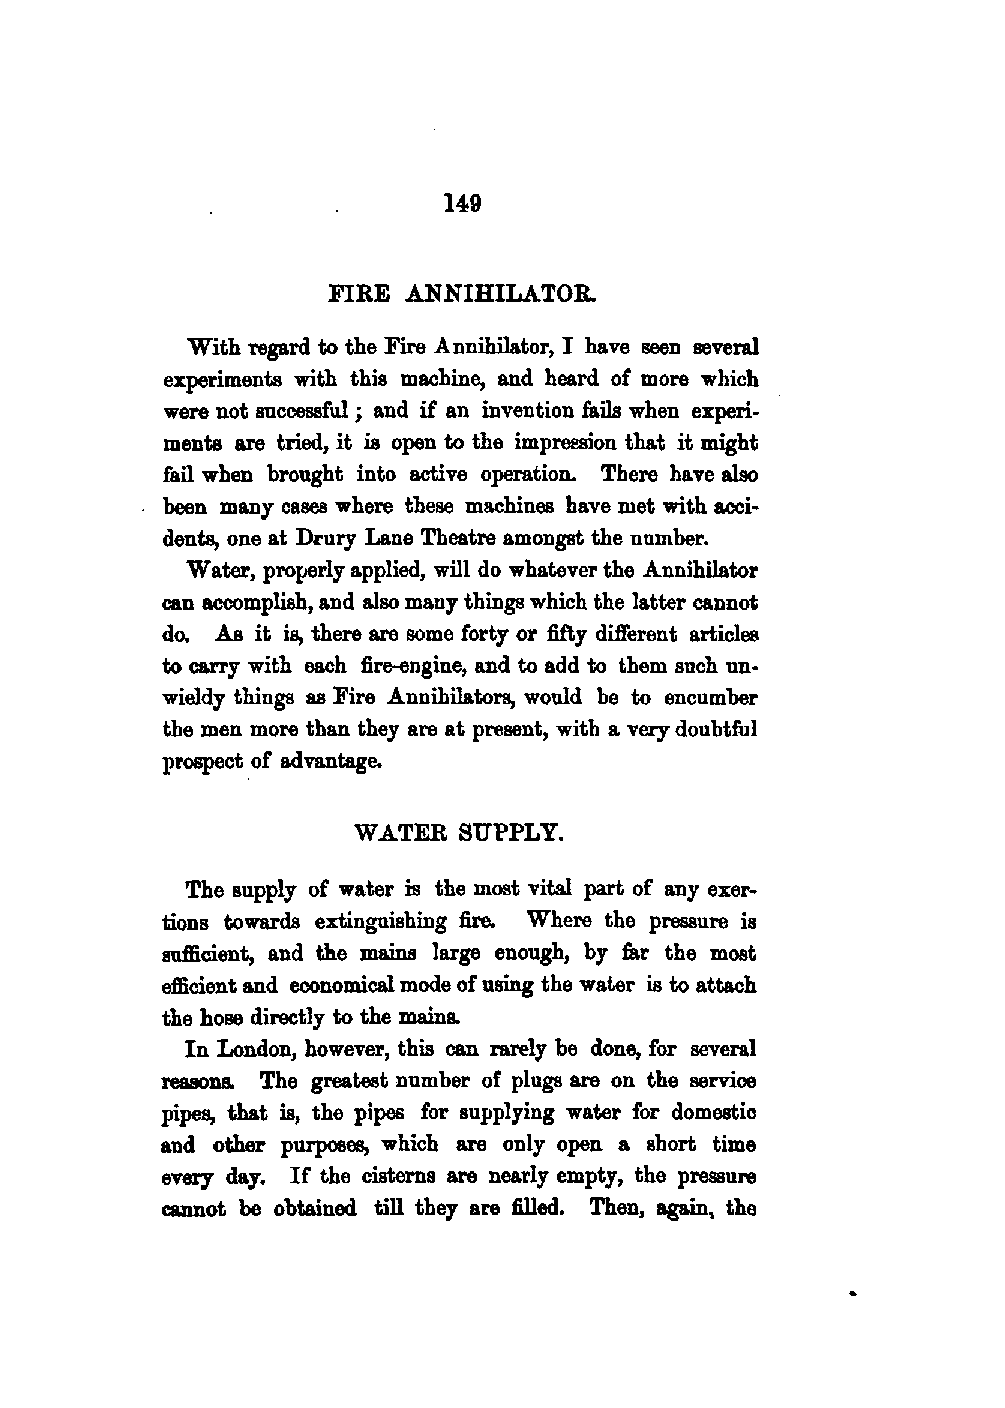 149
FIRE ANNIHILATOR.
With regard to the Fire Annihilator, I have seen several
experiments with this machine, and heard of more which
were not successful; and if an invention fails when experi-
ments are tried, it is open to the impression that it might
fail when brought into active operation. There have also
been many cases where these machines have met with acci-
dents, one at Drury Lane Theatre amongst the number.
Water, properly applied, will do whatever the Annihilator
can accomplish, and also many things which the latter cannot
do. As it is, there are some forty or fifty different articles
to carry with each fire-engine, and to add to them such un-
wieldy things as Fire Annihilators, would be to encumber
the men more than they are at present, with a very doubtful
prospect of advantage.
WATER SUPPLY.
The supply of water is the most vital part of any exer-
tions towards extinguishing fire. Where the pressure is
sufficient, and the mains large enough, by far the most
efficient and economical mode of using the water is to attach
the hose directly to the mains.
In London, however, this can rarely be done, for several
reasons. The greatest number of plugs are on the service
pipes, that is, the pipes for supplying water for domestic
and other purposes, which are only open a short time
every day. If the cisterns are nearly empty, the pressure
cannot be obtained till they are filled. Then, again, the